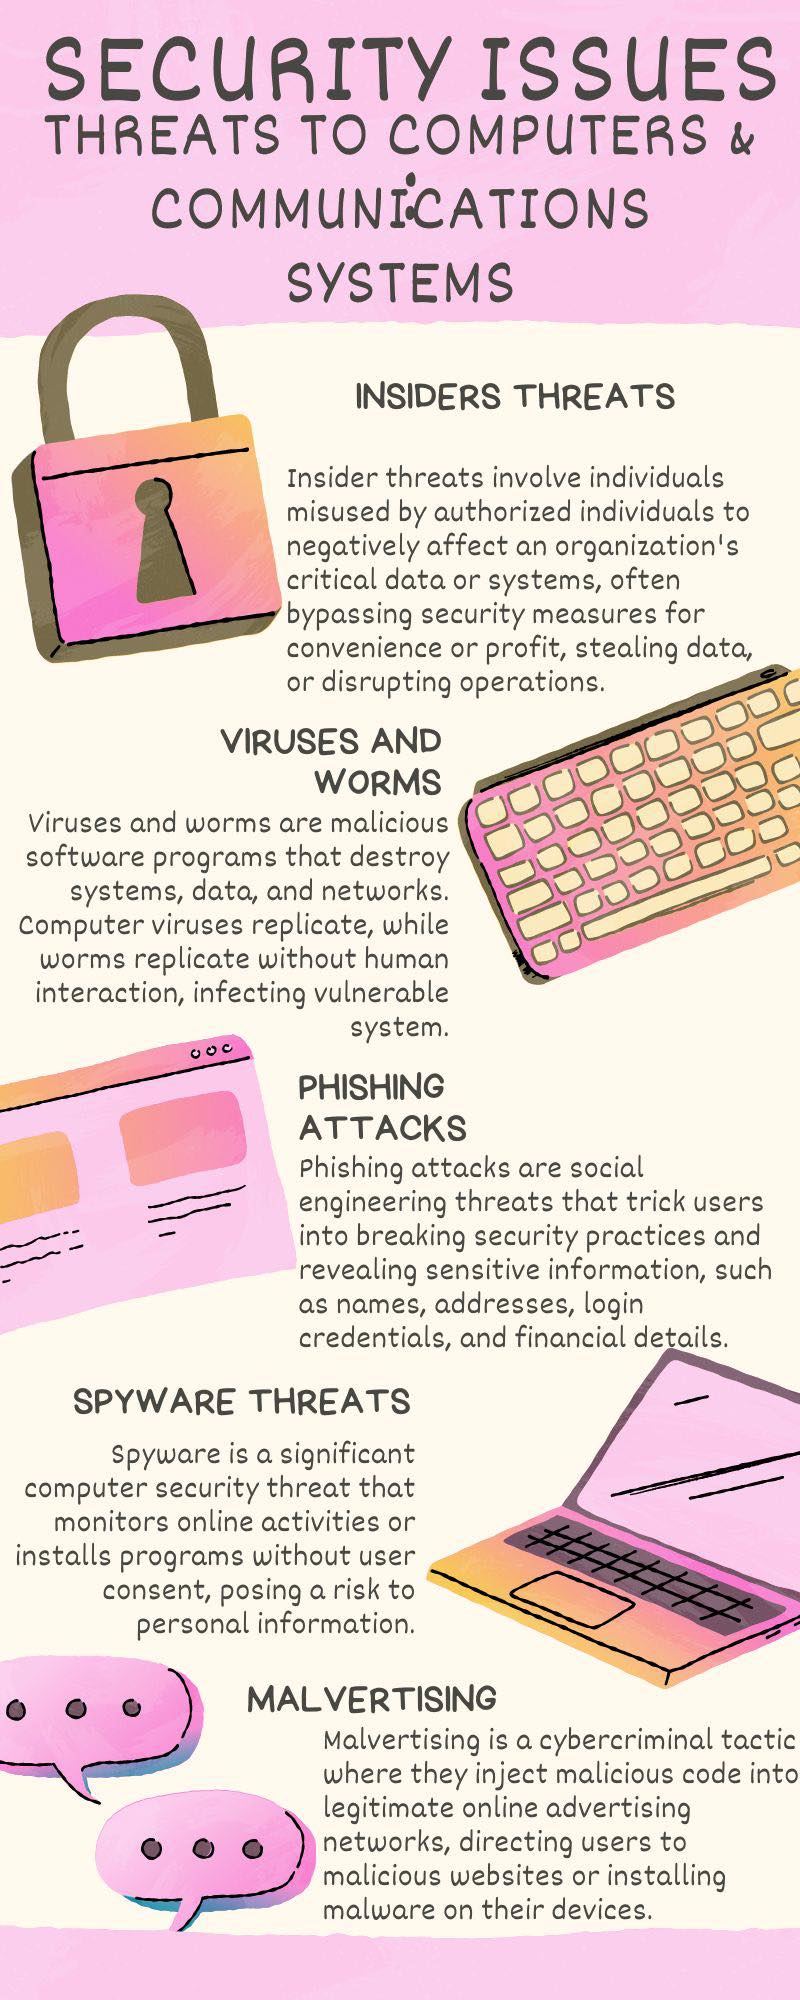 SECURITY ISSUES
:
THREATS TO COMPUTERS &
COMMUNICATIONS
SYSTEMS
INSIDERS THREATS
Insider threats involve individuals
misused by authorized individuals to
negatively affect an organization's
critical data or systems, often
bypassing security measures for
convenience or profit, stealing data,
or disrupting operations.
VIRUSES AND
WORMS
Viruses and worms are malicious
software programs that destroy
systems, data, and networks.
Computer viruses replicate, while
worms replicate without human
interaction, infecting vulnerable
system.
PHISHING
ATTACKS
Phishing attacks are social
engineering threats that trick users
into breaking security practices and
revealing sensitive information, such
as names, addresses, login
credentials, and financial details.
SPYWARE THREATS
Spyware is a significant
computer security threat that
monitors online activities or
installs programs without user
consent, posing a risk to
personal information.
MALVERTISING
Malvertising is a cybercriminal tactic
where they inject malicious code into
legitimate online advertising
networks, directing users to
malicious websites or installing
malware on their devices.